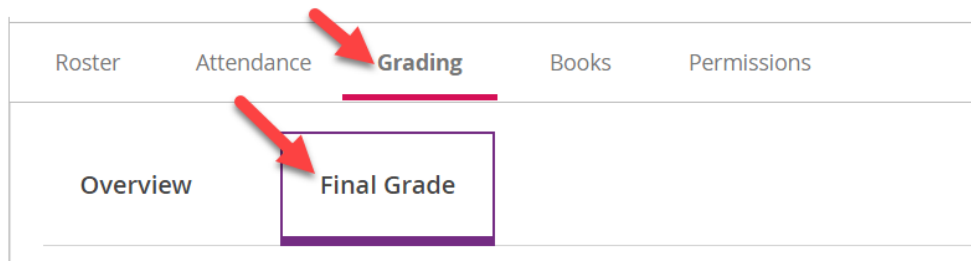 Roster Attendance Grading Books Permissions
Overview Final Grade